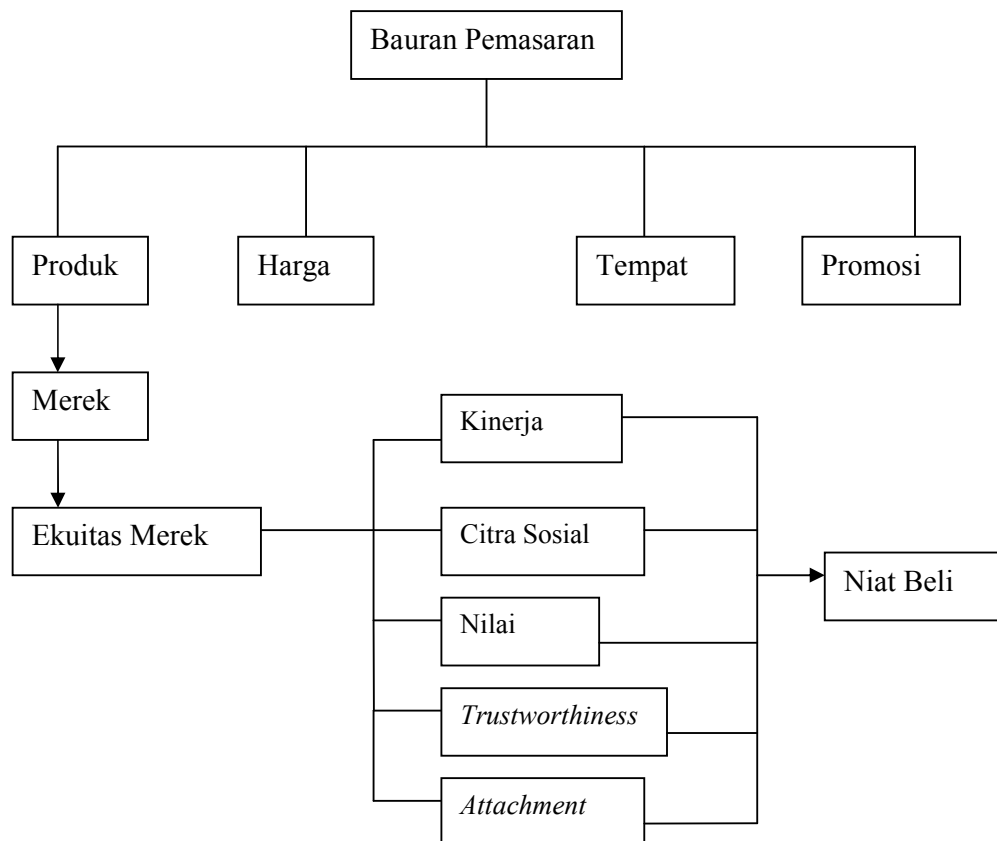 Bauran Pemasaran
Produk
Harga
Tempat
Promosi
Merek
Ekuitas Merek
Kinerja
Citra Sosial
Nilai
Trustworthiness
Attachment
Niat Beli